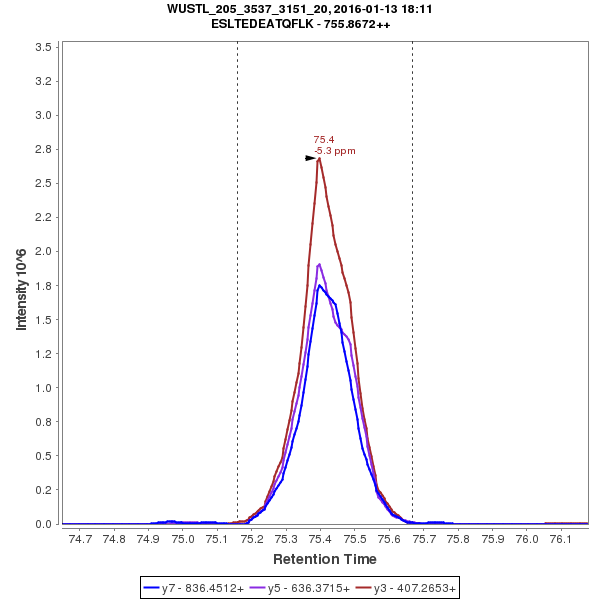 WUSTL_205_3537_3151_20, 2016-01-13 18:11
ESLTEDEATQFLK - 755.8672++
3.5
3.2
3.0
2.8
2.5
2.2
2.0
1.8
1.5
1.2
1.0
0.8
0.5
0.2
0.0
Intensity 10^6
75.4
-5.3 ppm
74.7 74.8 74.9 75.0 75.1 75.2 75.3 75.4 75.5 75.6 75.7 75.8 75.9 76.0 76.1
Retention Time
y7 - 836.4512+ y5 - 636.3715+ y3 - 407.2653+